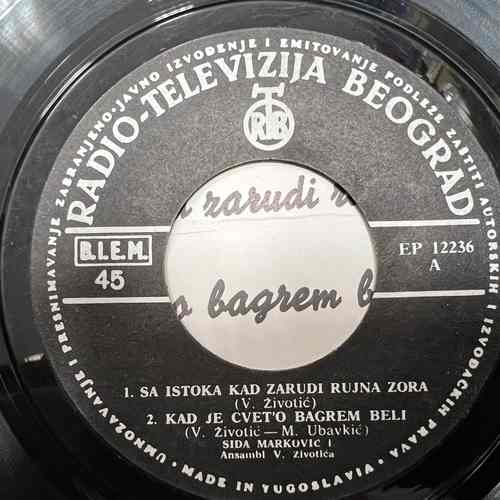 UMNOŽAVANJE I PRESNIMAVANJE ZABRANJENO·JAVNO IZVOĐENJE I EMITOVANJE PODLEŽE ZAŠTITI AUTORSKIH I IZVOĐAČKIH PRAVA · MADE IN YUGOSLAVIA ·
RADIO-TELEVIZIJA BEOGRAD
RTB
zarudi
B.I.E.M.
45
EP 12236
A
bagrem b
1. SA ISTOKA KAD ZARUDI RUJNA ZORA
(V. Životić)
2. KAD JE CVET'O BAGREM BELI
(V. Životić — M. Ubavkić)
SIDA MARKOVIĆ I
Ansambl V. Životića